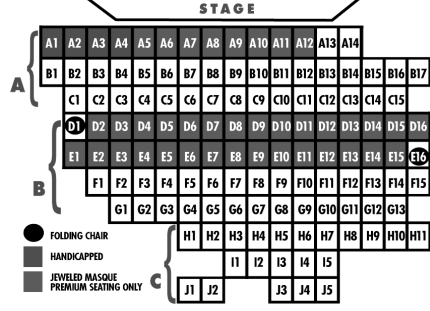 STAGE
A1 A2 A3 A4 A5 A6 A7 A8 A9 A10 A11 A12 A13 A14
A
B1 B2 B3 B4 B5 B6 B7 B8 B9 B10 B11 B12 B13 B14 B15 B16 B17
C1 C2 C3 C4 C5 C6 C7 C8 C9 C10 C11 C12 C13 C14 C15
D1 D2 D3 D4 D5 D6 D7 D8 D9 D10 D11 D12 D13 D14 D15 D16
E1 E2 E3 E4 E5 E6 E7 E8 E9 E10 E11 E12 E13 E14 E15 E16
B
F1 F2 F3 F4 F5 F6 F7 F8 F9 F10 F11 F12 F13 F14 F15
G1 G2 G3 G4 G5 G6 G7 G8 G9 G10 G11 G12 G13
FOLDING CHAIR
H1 H2 H3 H4 H5 H6 H7 H8 H9 H10 H11
HANDICAPPED
I1 I2 I3 I4 I5
C
JEWELED MASQUE
PREMIUM SEATING ONLY
J1 J2 J3 J4 J5